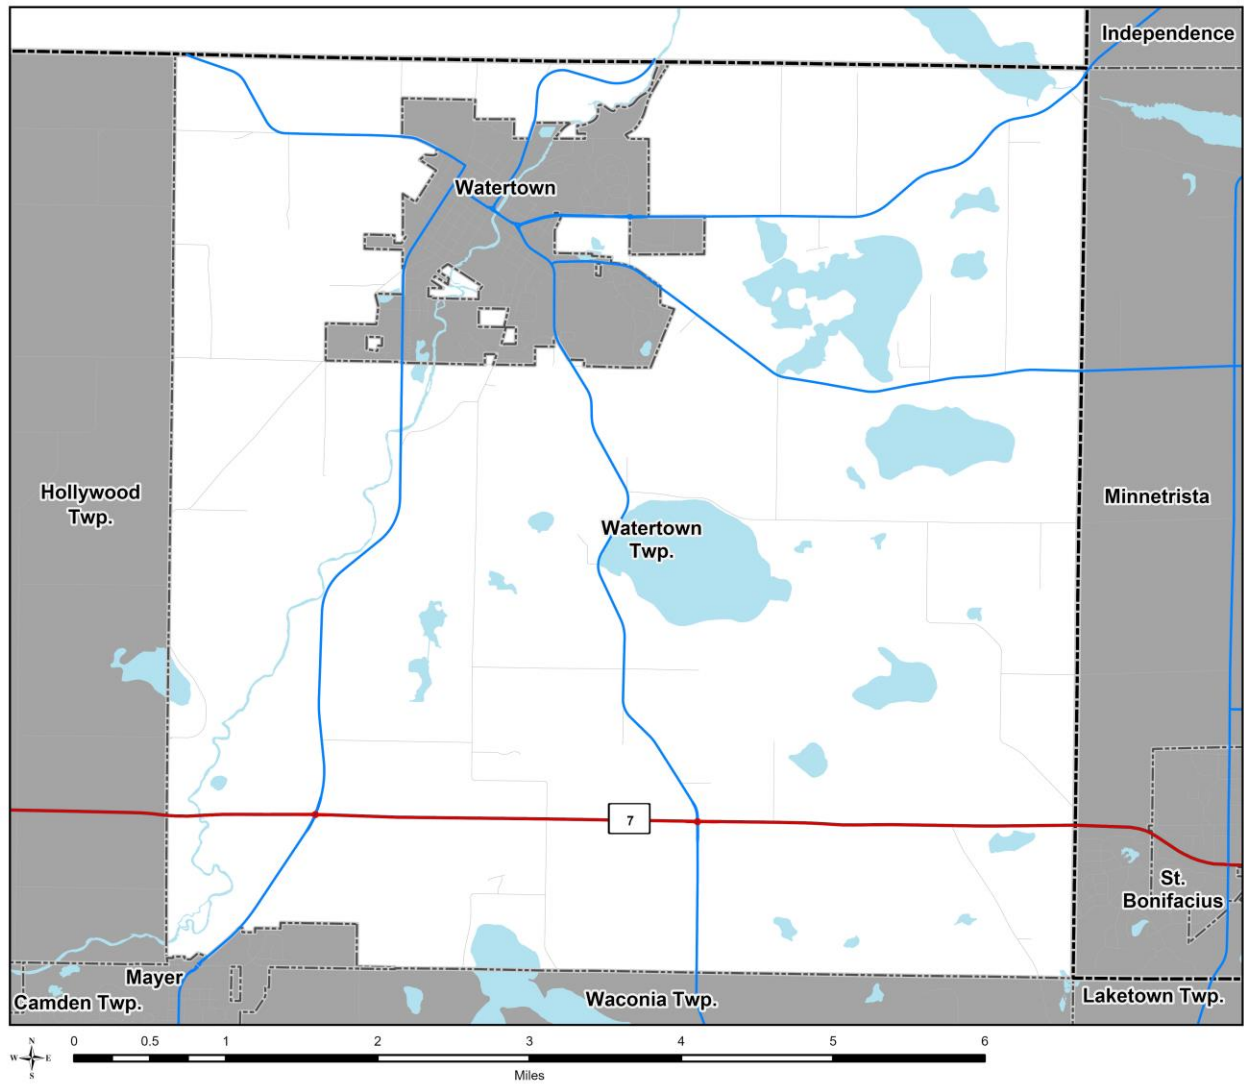 Independence
Watertown
Hollywood
Twp.
Minnetrista
Watertown
Twp.
7
St.
Bonifacius
Mayer
Camden Twp.
Waconia Twp.
Laketown Twp.
N
W E
S
0 0.5 1 2 3 4 5 6
Miles